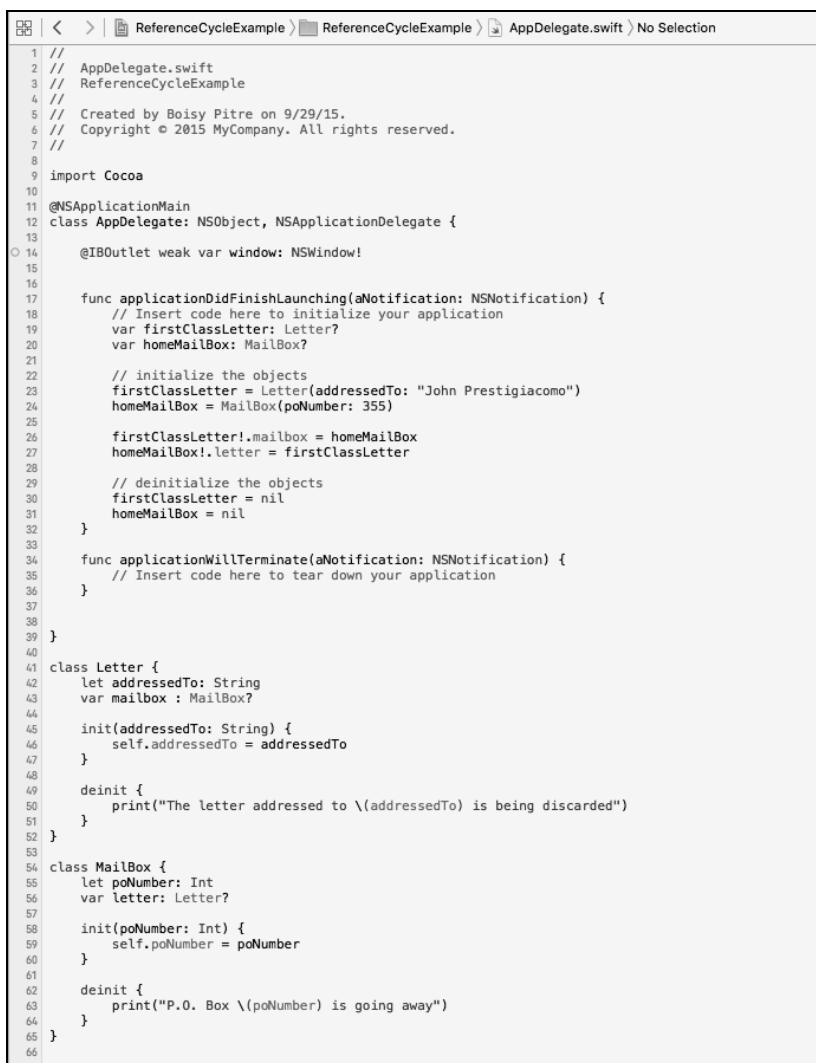 ReferenceCycleExample ReferenceCycleExample AppDelegate.swift No Selection
1 //
2 //  AppDelegate.swift
3 //  ReferenceCycleExample
4 //
5 //  Created by Boisy Pitre on 9/29/15.
6 //  Copyright © 2015 MyCompany. All rights reserved.
7 //
8
9 import Cocoa
10
11 @NSApplicationMain
12 class AppDelegate: NSObject, NSApplicationDelegate {
13
14     @IBOutlet weak var window: NSWindow!
15
16
17     func applicationDidFinishLaunching(aNotification: NSNotification) {
18         // Insert code here to initialize your application
19         var firstClassLetter: Letter?
20         var homeMailBox: MailBox?
21
22         // initialize the objects
23         firstClassLetter = Letter(addressedTo: "John Prestigiacomo")
24         homeMailBox = MailBox(poNumber: 355)
25
26         firstClassLetter!.mailbox = homeMailBox
27         homeMailBox!.letter = firstClassLetter
28
29         // deinitialize the objects
30         firstClassLetter = nil
31         homeMailBox = nil
32     }
33
34     func applicationWillTerminate(aNotification: NSNotification) {
35         // Insert code here to tear down your application
36     }
37
38
39 }
40
41 class Letter {
42     let addressedTo: String
43     var mailbox : MailBox?
44
45     init(addressedTo: String) {
46         self.addressedTo = addressedTo
47     }
48
49     deinit {
50         print("The letter addressed to \(addressedTo) is being discarded")
51     }
52 }
53
54 class MailBox {
55     let poNumber: Int
56     var letter: Letter?
57
58     init(poNumber: Int) {
59         self.poNumber = poNumber
60     }
61
62     deinit {
63         print("P.O. Box \(poNumber) is going away")
64     }
65 }
66